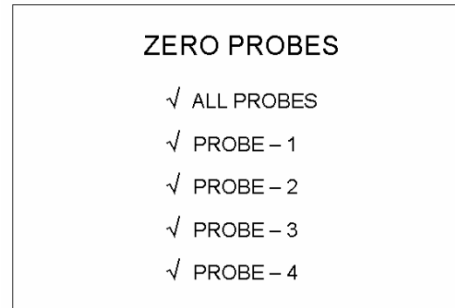 ZERO PROBES
√ ALL PROBES
√ PROBE – 1
√ PROBE – 2
√ PROBE – 3
√ PROBE – 4